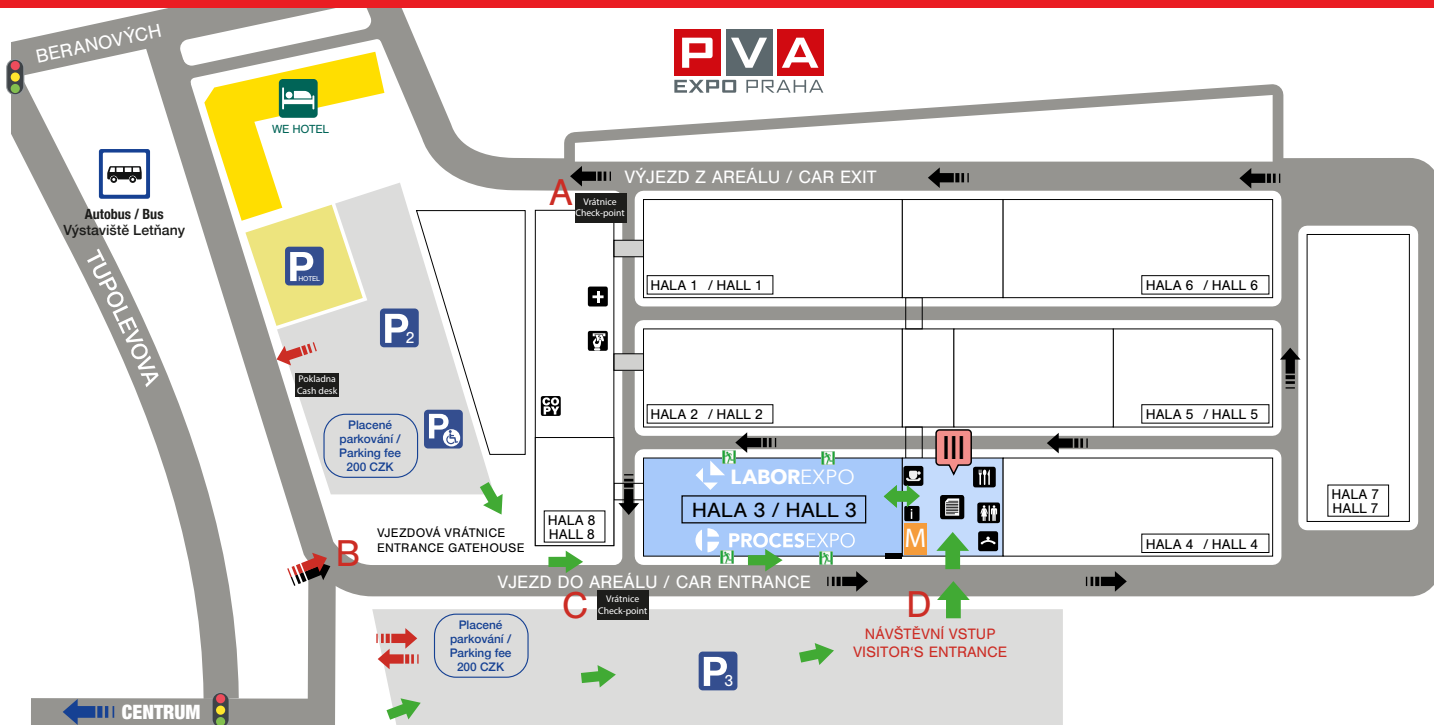 BERANOVÝCH
PVA
EXPO PRAHA
WE HOTEL
Autobus / Bus
Výstaviště Letňany
TUPOLEVOVA
A
VÝJEZD Z AREÁLU / CAR EXIT
Vrátnice
Check-point
P
HOTEL
HALA 1 / HALL 1
HALA 6 / HALL 6
P2
Pokladna
Cash desk
COPY
HALA 2 / HALL 2
HALA 5 / HALL 5
Placené
parkování /
Parking fee
200 CZK
P
LABOREXPO
HALA 3 / HALL 3
PROCESEXPO
i
M
HALA 8
HALL 8
HALA 4 / HALL 4
HALA 7
HALL 7
VJEZDOVÁ VRÁTNICE
ENTRANCE GATEHOUSE
B
VJEZD DO AREÁLU / CAR ENTRANCE
C
Vrátnice
Check-point
D
NÁVŠTĚVNÍ VSTUP
VISITOR'S ENTRANCE
Placené
parkování /
Parking fee
200 CZK
P3
CENTRUM